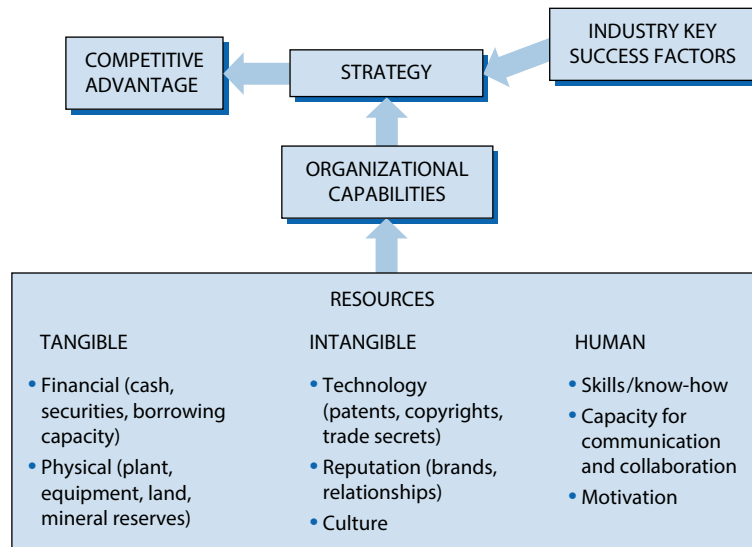 COMPETITIVE
ADVANTAGE
STRATEGY
INDUSTRY KEY
SUCCESS FACTORS
ORGANIZATIONAL
CAPABILITIES
RESOURCES
TANGIBLE
• Financial (cash,
securities, borrowing
capacity)
• Physical (plant,
equipment, land,
mineral reserves)
INTANGIBLE
• Technology
(patents, copyrights,
trade secrets)
• Reputation (brands,
relationships)
• Culture
HUMAN
• Skills/know-how
• Capacity for
communication
and collaboration
• Motivation